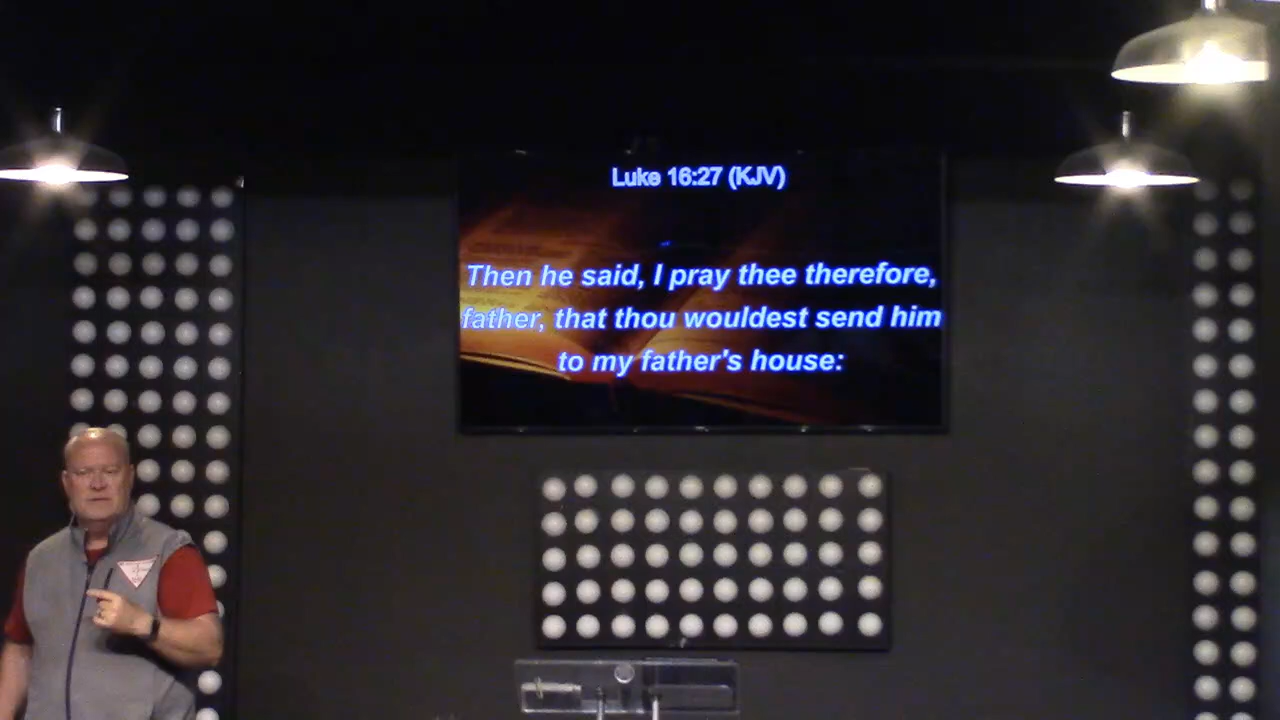 Luke 16:27 (KJV)
Then he said, I pray thee therefore,
father, that thou wouldest send him
to my father's house: